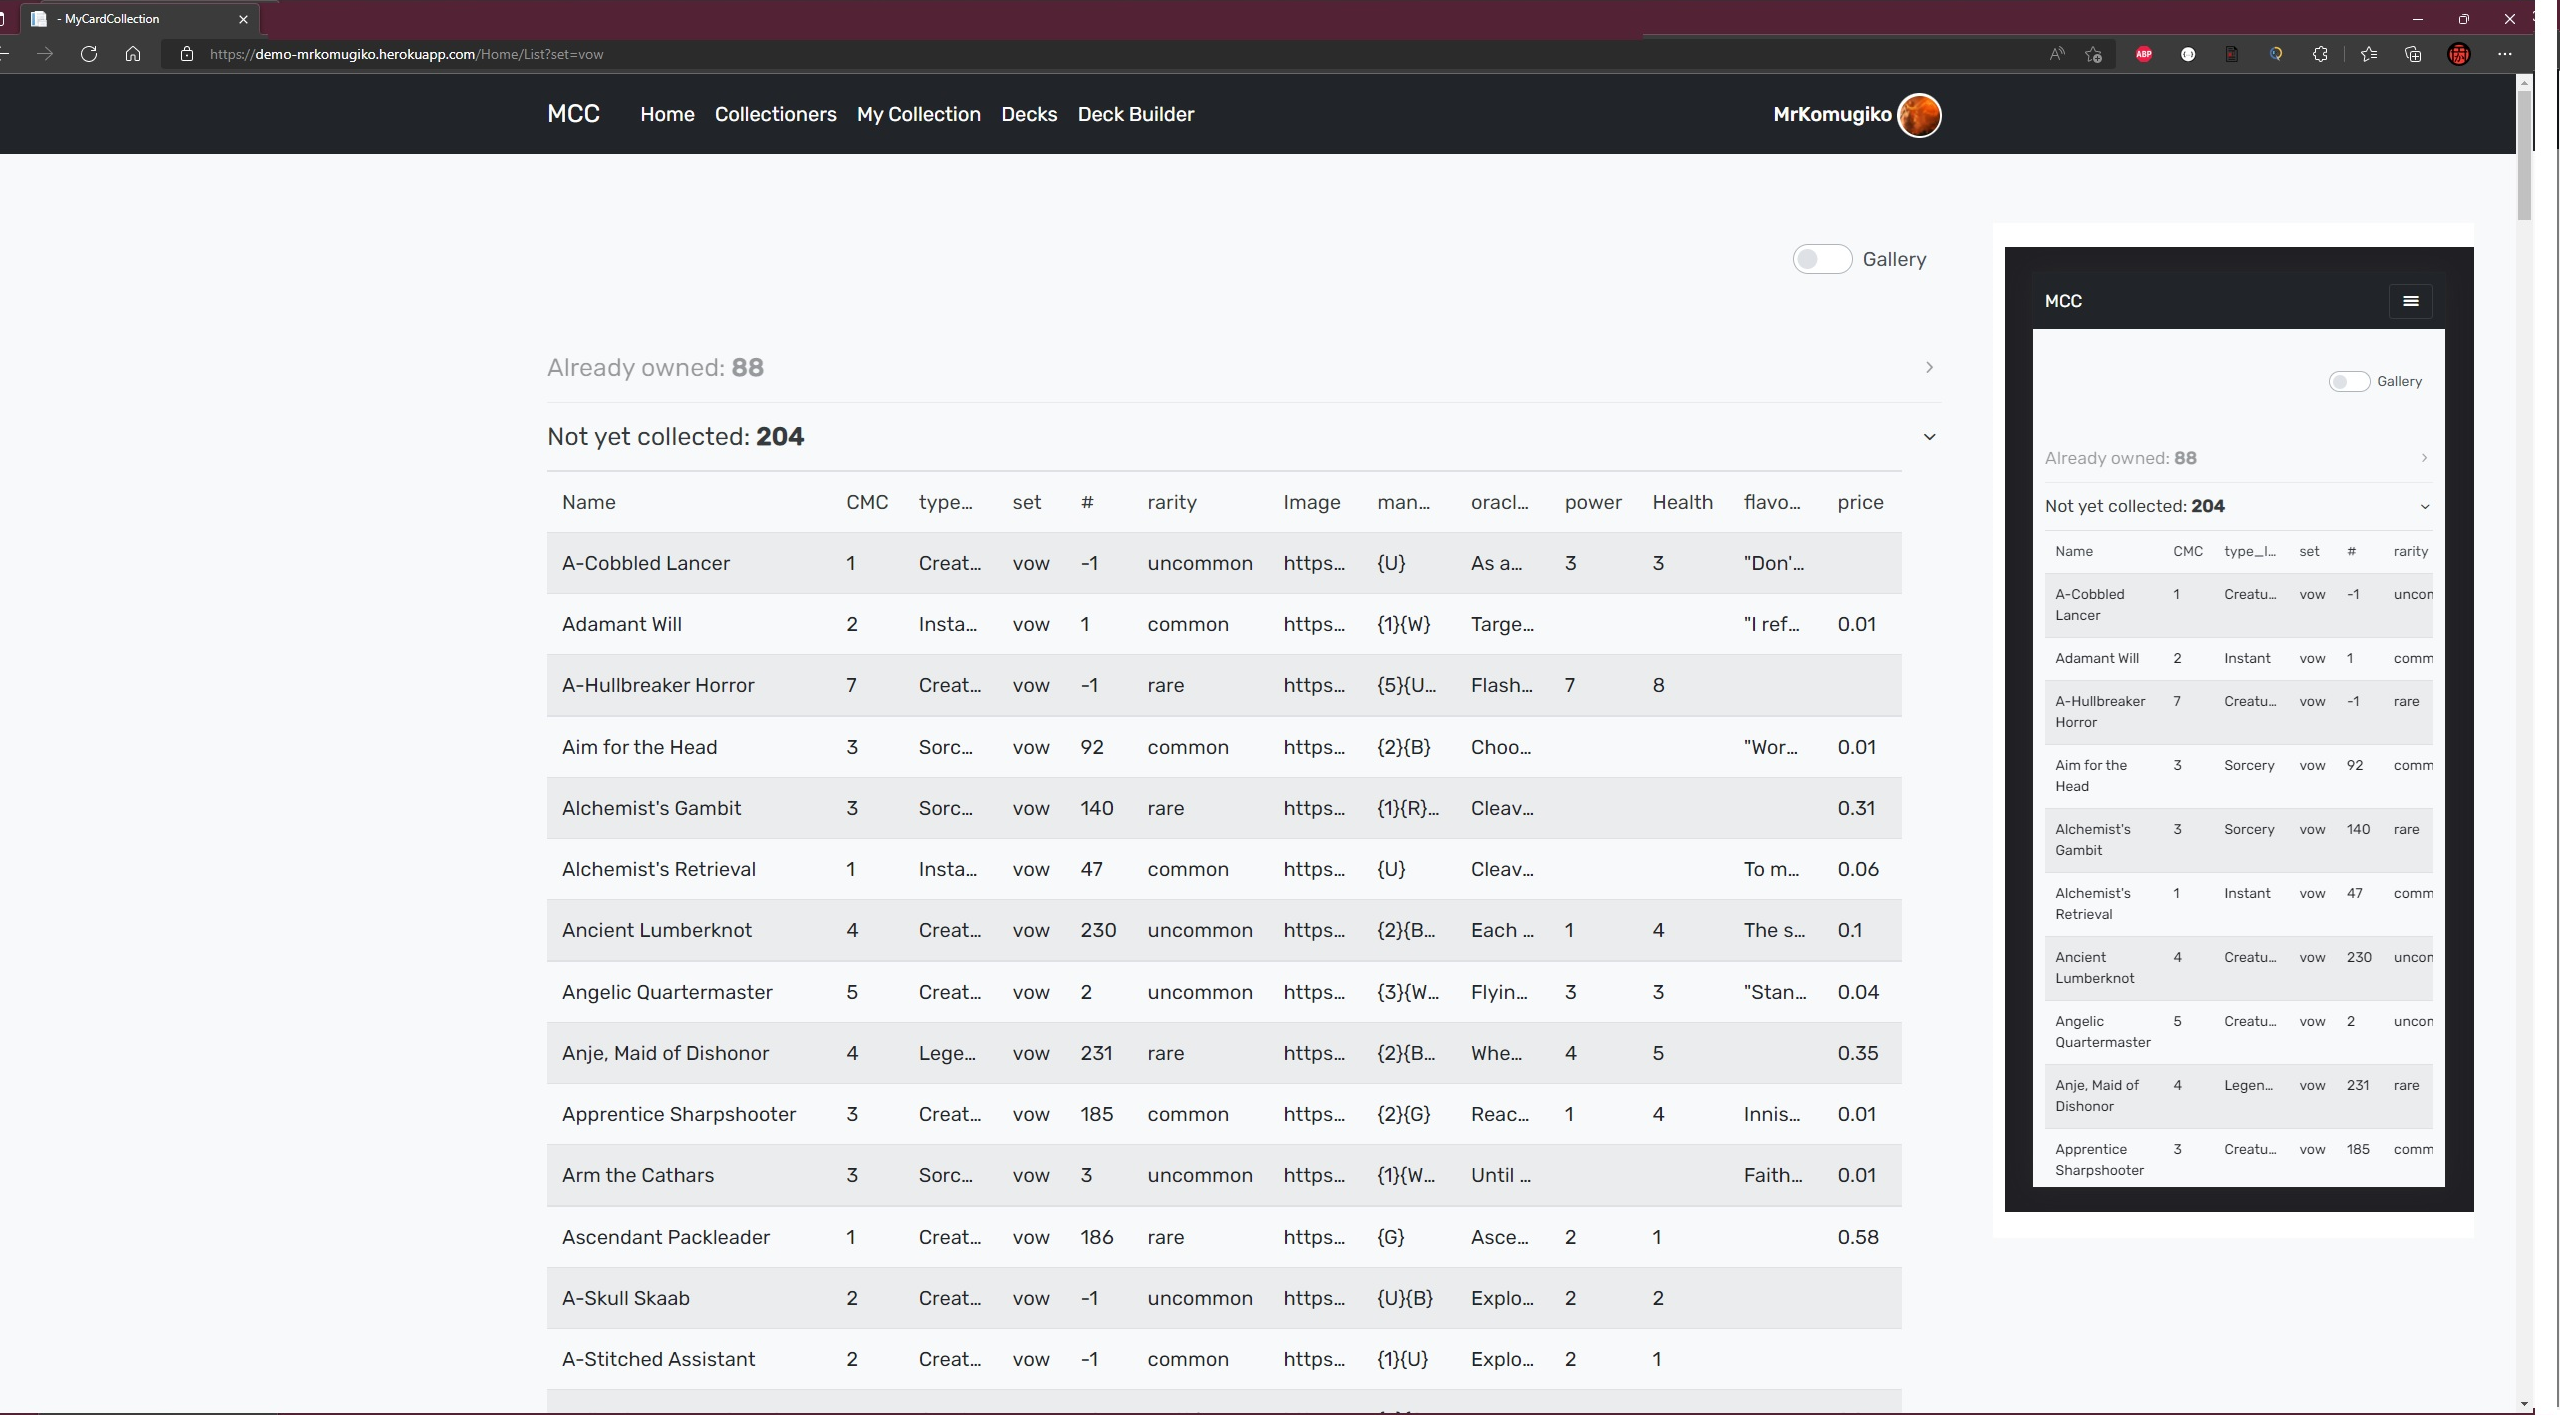 - MyCardCollection
https://demo-mrkomugiko.herokuapp.com/Home/List?set=vow
ABP
MCC Home Collectioners My Collection Decks Deck Builder MrKomugiko
Gallery
Already owned: 88
Not yet collected: 204
Name CMC type... set # rarity Image man... oracl... power Health flavo... price
A-Cobbled Lancer 1 Creat... vow -1 uncommon https... {U} As a... 3 3 "Don'...
Adamant Will 2 Insta... vow 1 common https... {1}{W} Targe... "I ref... 0.01
A-Hullbreaker Horror 7 Creat... vow -1 rare https... {5}{U... Flash... 7 8
Aim for the Head 3 Sorc... vow 92 common https... {2}{B} Choo... "Wor... 0.01
Alchemist's Gambit 3 Sorc... vow 140 rare https... {1}{R}... Cleav... 0.31
Alchemist's Retrieval 1 Insta... vow 47 common https... {U} Cleav... To m... 0.06
Ancient Lumberknot 4 Creat... vow 230 uncommon https... {2}{B... Each ... 1 4 The s... 0.1
Angelic Quartermaster 5 Creat... vow 2 uncommon https... {3}{W... Flyin... 3 3 "Stan... 0.04
Anje, Maid of Dishonor 4 Lege... vow 231 rare https... {2}{B... Whe... 4 5 0.35
Apprentice Sharpshooter 3 Creat... vow 185 common https... {2}{G} Reac... 1 4 Innis... 0.01
Arm the Cathars 3 Sorc... vow 3 uncommon https... {1}{W... Until ... Faith... 0.01
Ascendant Packleader 1 Creat... vow 186 rare https... {G} Asce... 2 1 0.58
A-Skull Skaab 2 Creat... vow -1 uncommon https... {U}{B} Explo... 2 2
A-Stitched Assistant 2 Creat... vow -1 common https... {1}{U} Explo... 2 1
MCC
Gallery
Already owned: 88
Not yet collected: 204
Name CMC type_l... set # rarity
A-Cobbled 1 Creatu... vow -1 uncon
Lancer
Adamant Will 2 Instant vow 1 comm
A-Hullbreaker 7 Creatu... vow -1 rare
Horror
Aim for the 3 Sorcery vow 92 comm
Head
Alchemist's 3 Sorcery vow 140 rare
Gambit
Alchemist's 1 Instant vow 47 comm
Retrieval
Ancient 4 Creatu... vow 230 uncon
Lumberknot
Angelic 5 Creatu... vow 2 uncon
Quartermaster
Anje, Maid of 4 Legen... vow 231 rare
Dishonor
Apprentice 3 Creatu... vow 185 comm
Sharpshooter